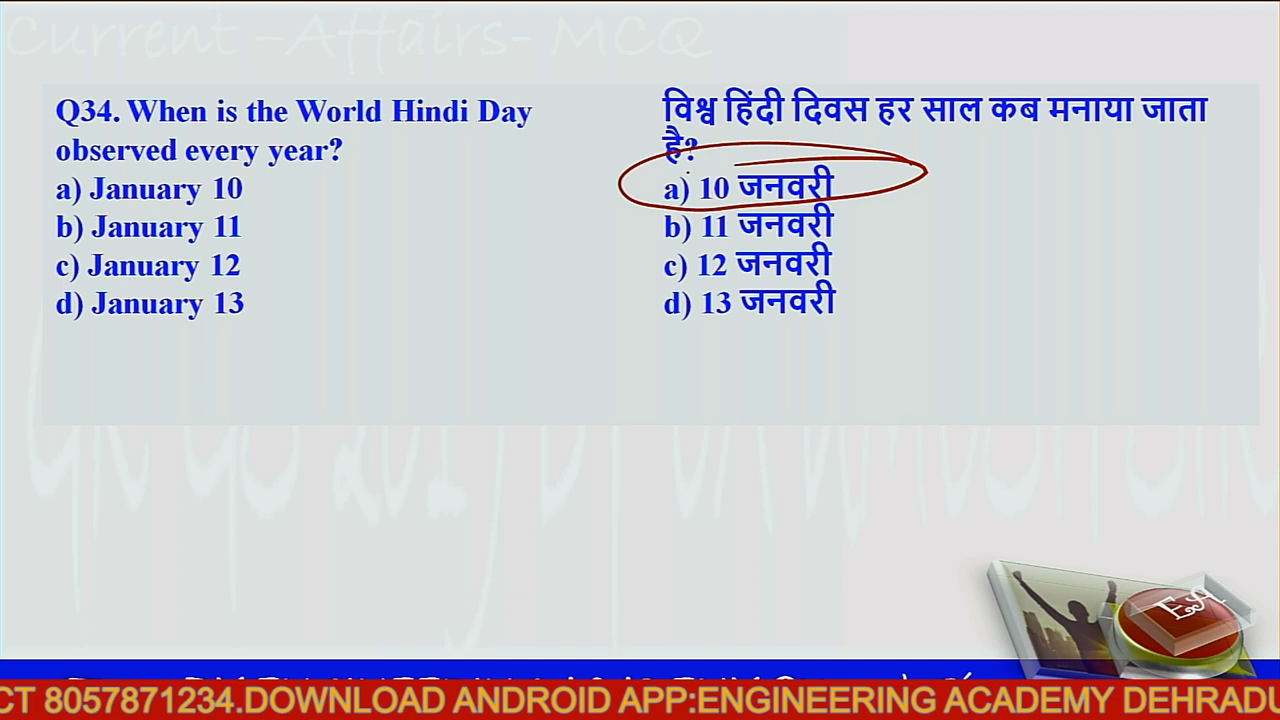 Current -Affairs- MCQ
Q34. When is the World Hindi Day
observed every year?
a) January 10
b) January 11
c) January 12
d) January 13
विश्व हिंदी दिवस हर साल कब मनाया जाता
है?
a) 10 जनवरी
b) 11 जनवरी
c) 12 जनवरी
d) 13 जनवरी
EA
CT 8057871234.DOWNLOAD ANDROID APP:ENGINEERING ACADEMY DEHRADU